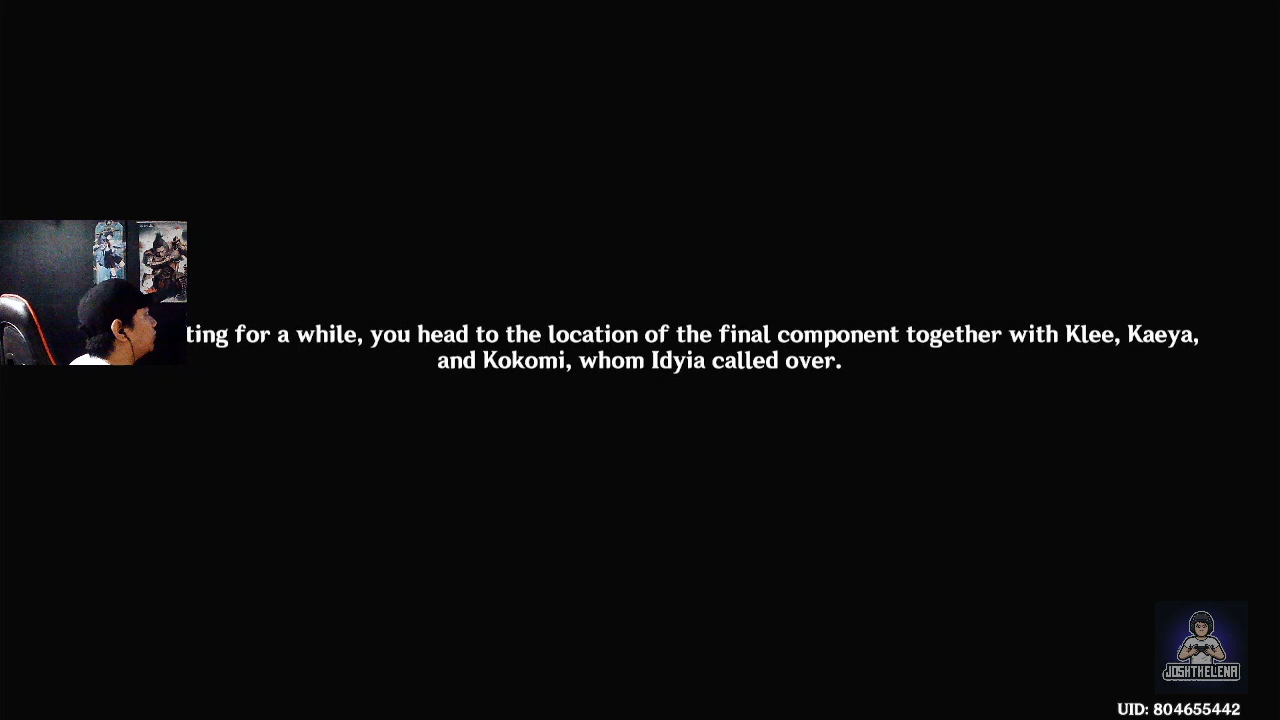 ting for a while, you head to the location of the final component together with Klee, Kaeya,
and Kokomi, whom Idyia called over.
JOSHTHELENA
UID: 804655442